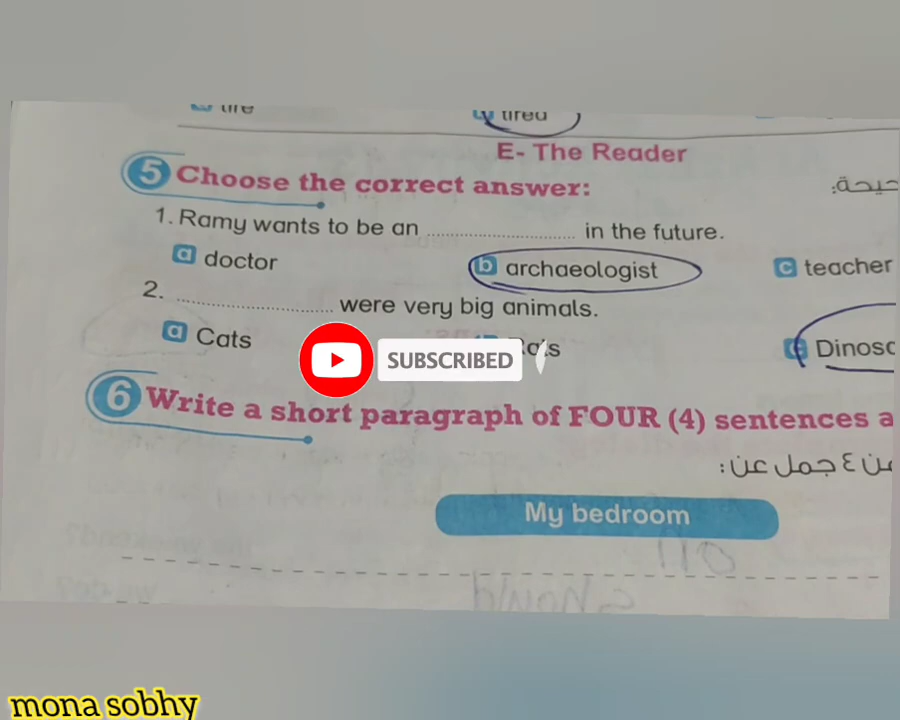 tired
E- The Reader
5 Choose the correct answer:
1. Ramy wants to be an ........................... in the future.
a doctor b archaeologist c teacher
2. ........................... were very big animals.
a Cats
SUBSCRIBED
6 Write a short paragraph of FOUR (4) sentences
٤ جمل عن:
My bedroom
mona sobhy